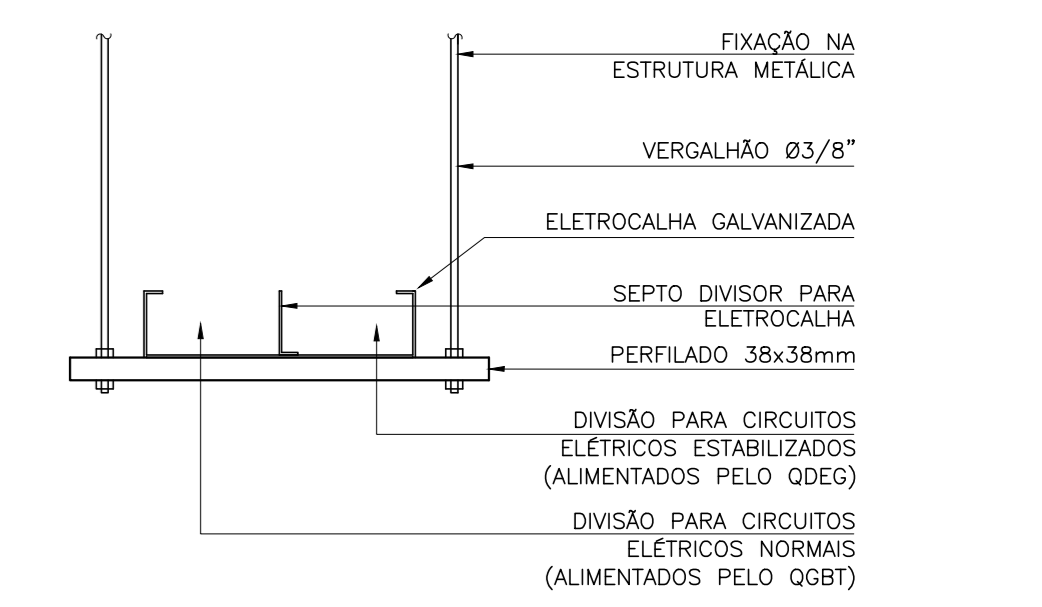 FIXAÇÃO NA
ESTRUTURA METÁLICA
VERGALHÃO Ø3/8"
ELETROCALHA GALVANIZADA
SEPTO DIVISOR PARA
ELETROCALHA
PERFILADO 38x38mm
DIVISÃO PARA CIRCUITOS
ELÉTRICOS ESTABILIZADOS
(ALIMENTADOS PELO QDEG)
DIVISÃO PARA CIRCUITOS
ELÉTRICOS NORMAIS
(ALIMENTADOS PELO QGBT)